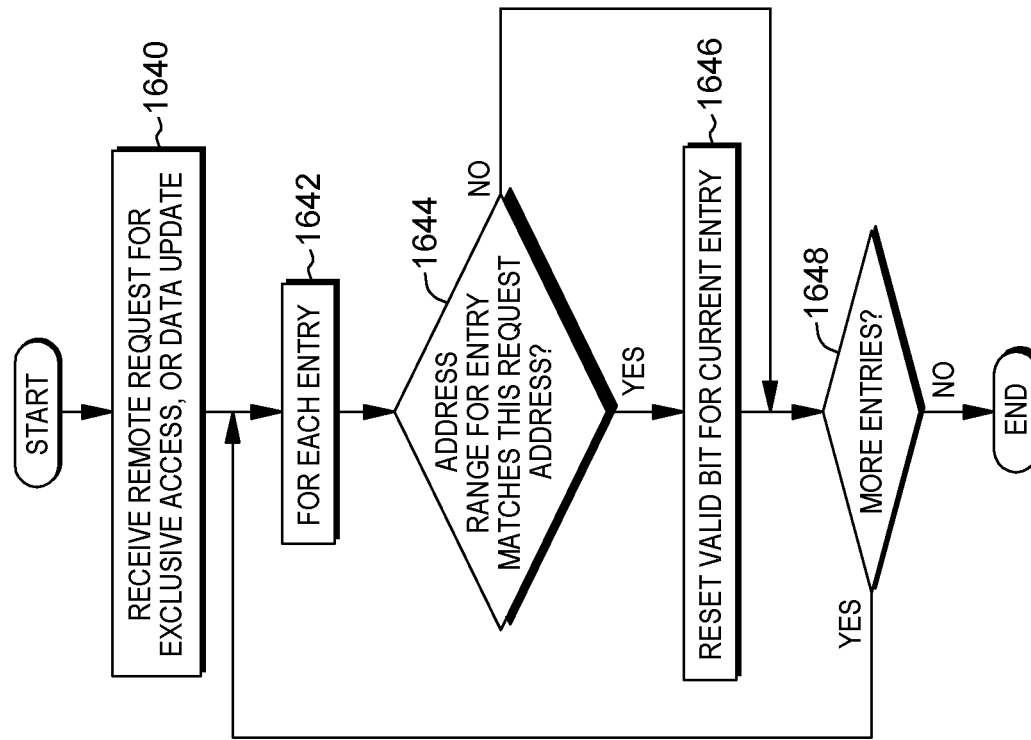 START
RECEIVE REMOTE REQUEST FOR
EXCLUSIVE ACCESS, OR DATA UPDATE
1640
FOR EACH ENTRY
1642
ADDRESS
RANGE FOR ENTRY
MATCHES THIS REQUEST
ADDRESS?
1644
NO
YES
RESET VALID BIT FOR CURRENT ENTRY
1646
MORE ENTRIES?
1648
YES
NO
END